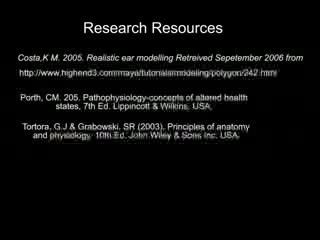 Research Resources
Costa,K M. 2005. Realistic ear modelling Retreived Sepetember 2006 from
http://www.highend3.com/maya/tutorials/modeling/polygon/242.html
Porth, CM. 205. Pathophysiology-concepts of altered health
states, 7th Ed. Lippincott & Wilkins. USA.
Tortora, G.J & Grabowski, SR (2003). Principles of anatomy
and physiology. 10th Ed. John Wiley & Sons Inc. USA.